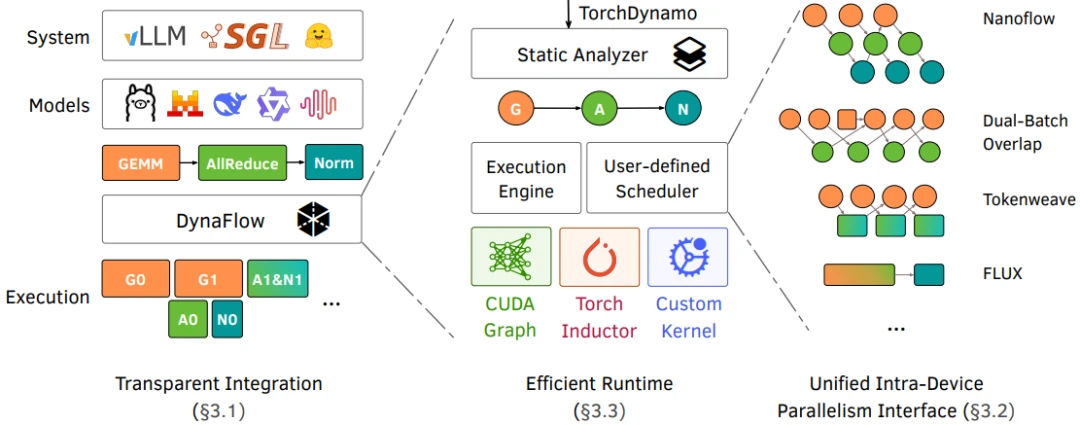 System
vLLM
SGL
Models
GEMM
AllReduce
Norm
DynaFlow
Execution
G0
G1
A1&N1
A0
N0
...
Transparent Integration
(§3.1)
TorchDynamo
Static Analyzer
G
A
N
Execution
Engine
User-defined
Scheduler
CUDA
Graph
Torch
Inductor
Custom
Kernel
Efficient Runtime
(§3.3)
Nanoflow
Dual-Batch
Overlap
Tokenweave
FLUX
...
Unified Intra-Device
Parallelism Interface (§3.2)